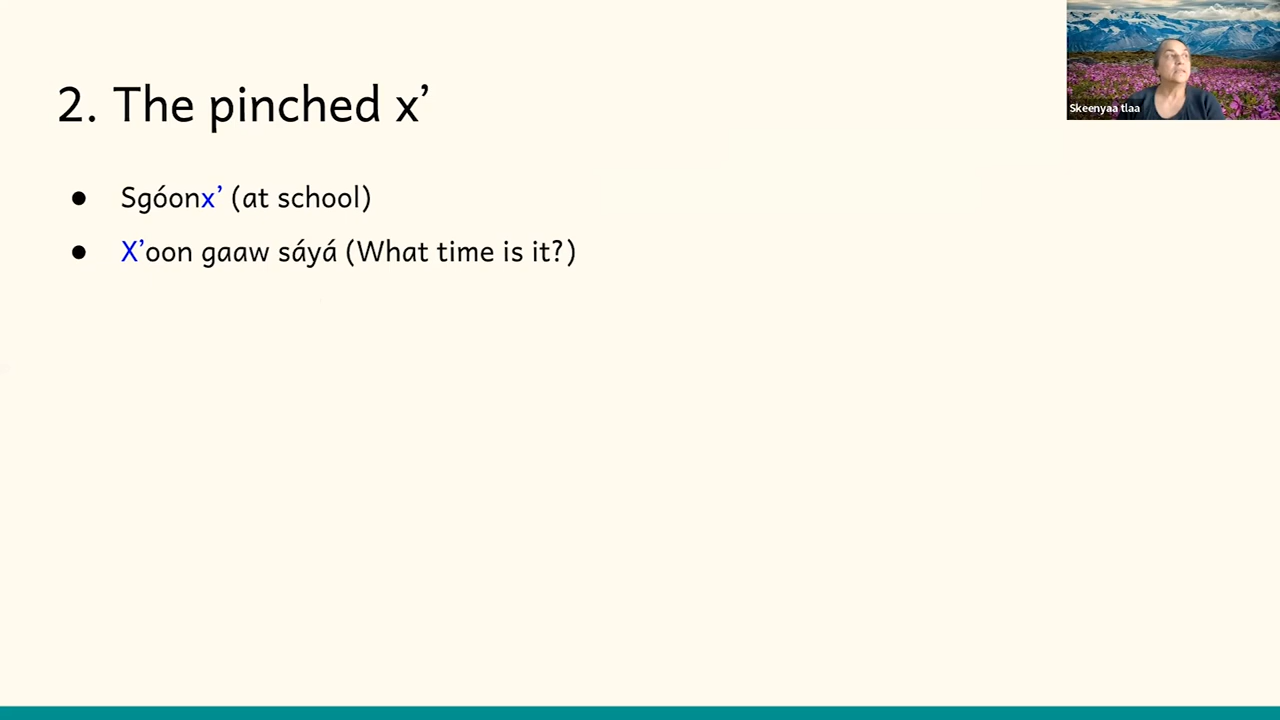 2. The pinched x’
● Sgóonx’ (at school)
● X’oon gaaw sáyá (What time is it?)
Skeenyaa tlaa